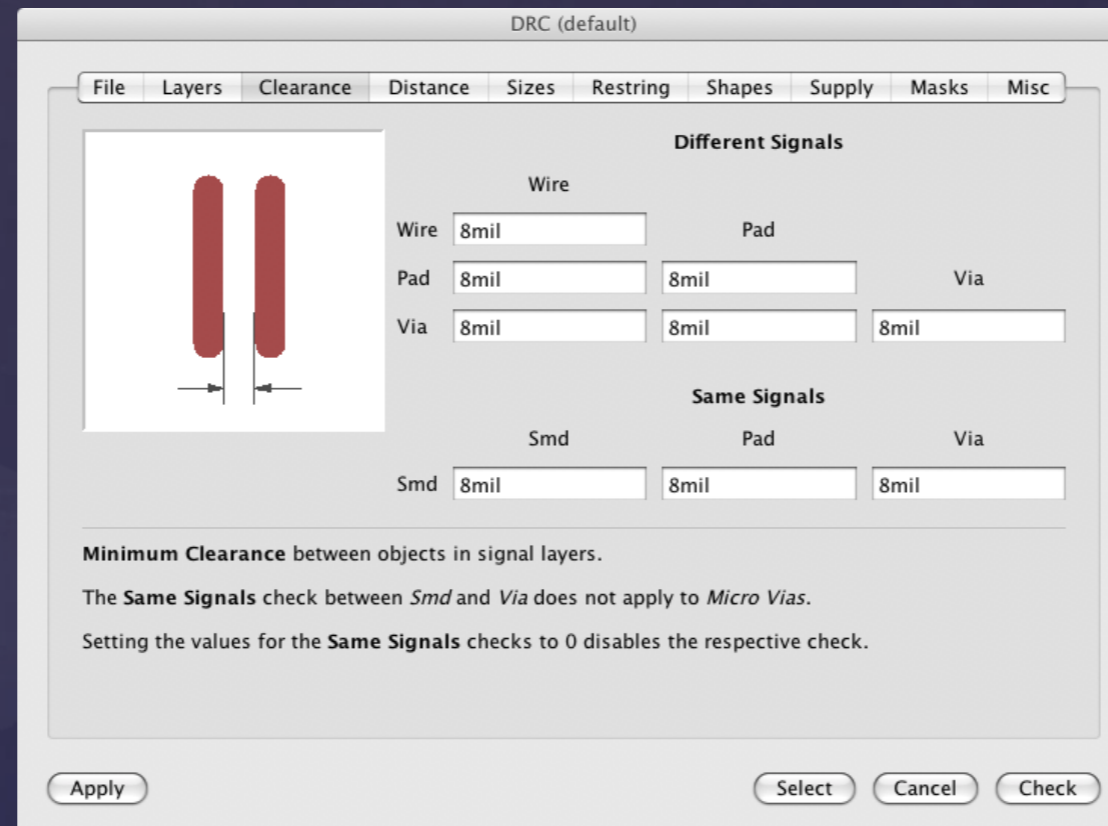 DRC (default)
File Layers Clearance Distance Sizes Restring Shapes Supply Masks Misc
Different Signals
Wire
Wire 8mil Pad
Pad 8mil 8mil Via
Via 8mil 8mil 8mil
Same Signals
Smd Pad Via
Smd 8mil 8mil 8mil
Minimum Clearance between objects in signal layers.
The Same Signals check between Smd and Via does not apply to Micro Vias.
Setting the values for the Same Signals checks to 0 disables the respective check.
Apply Select Cancel Check